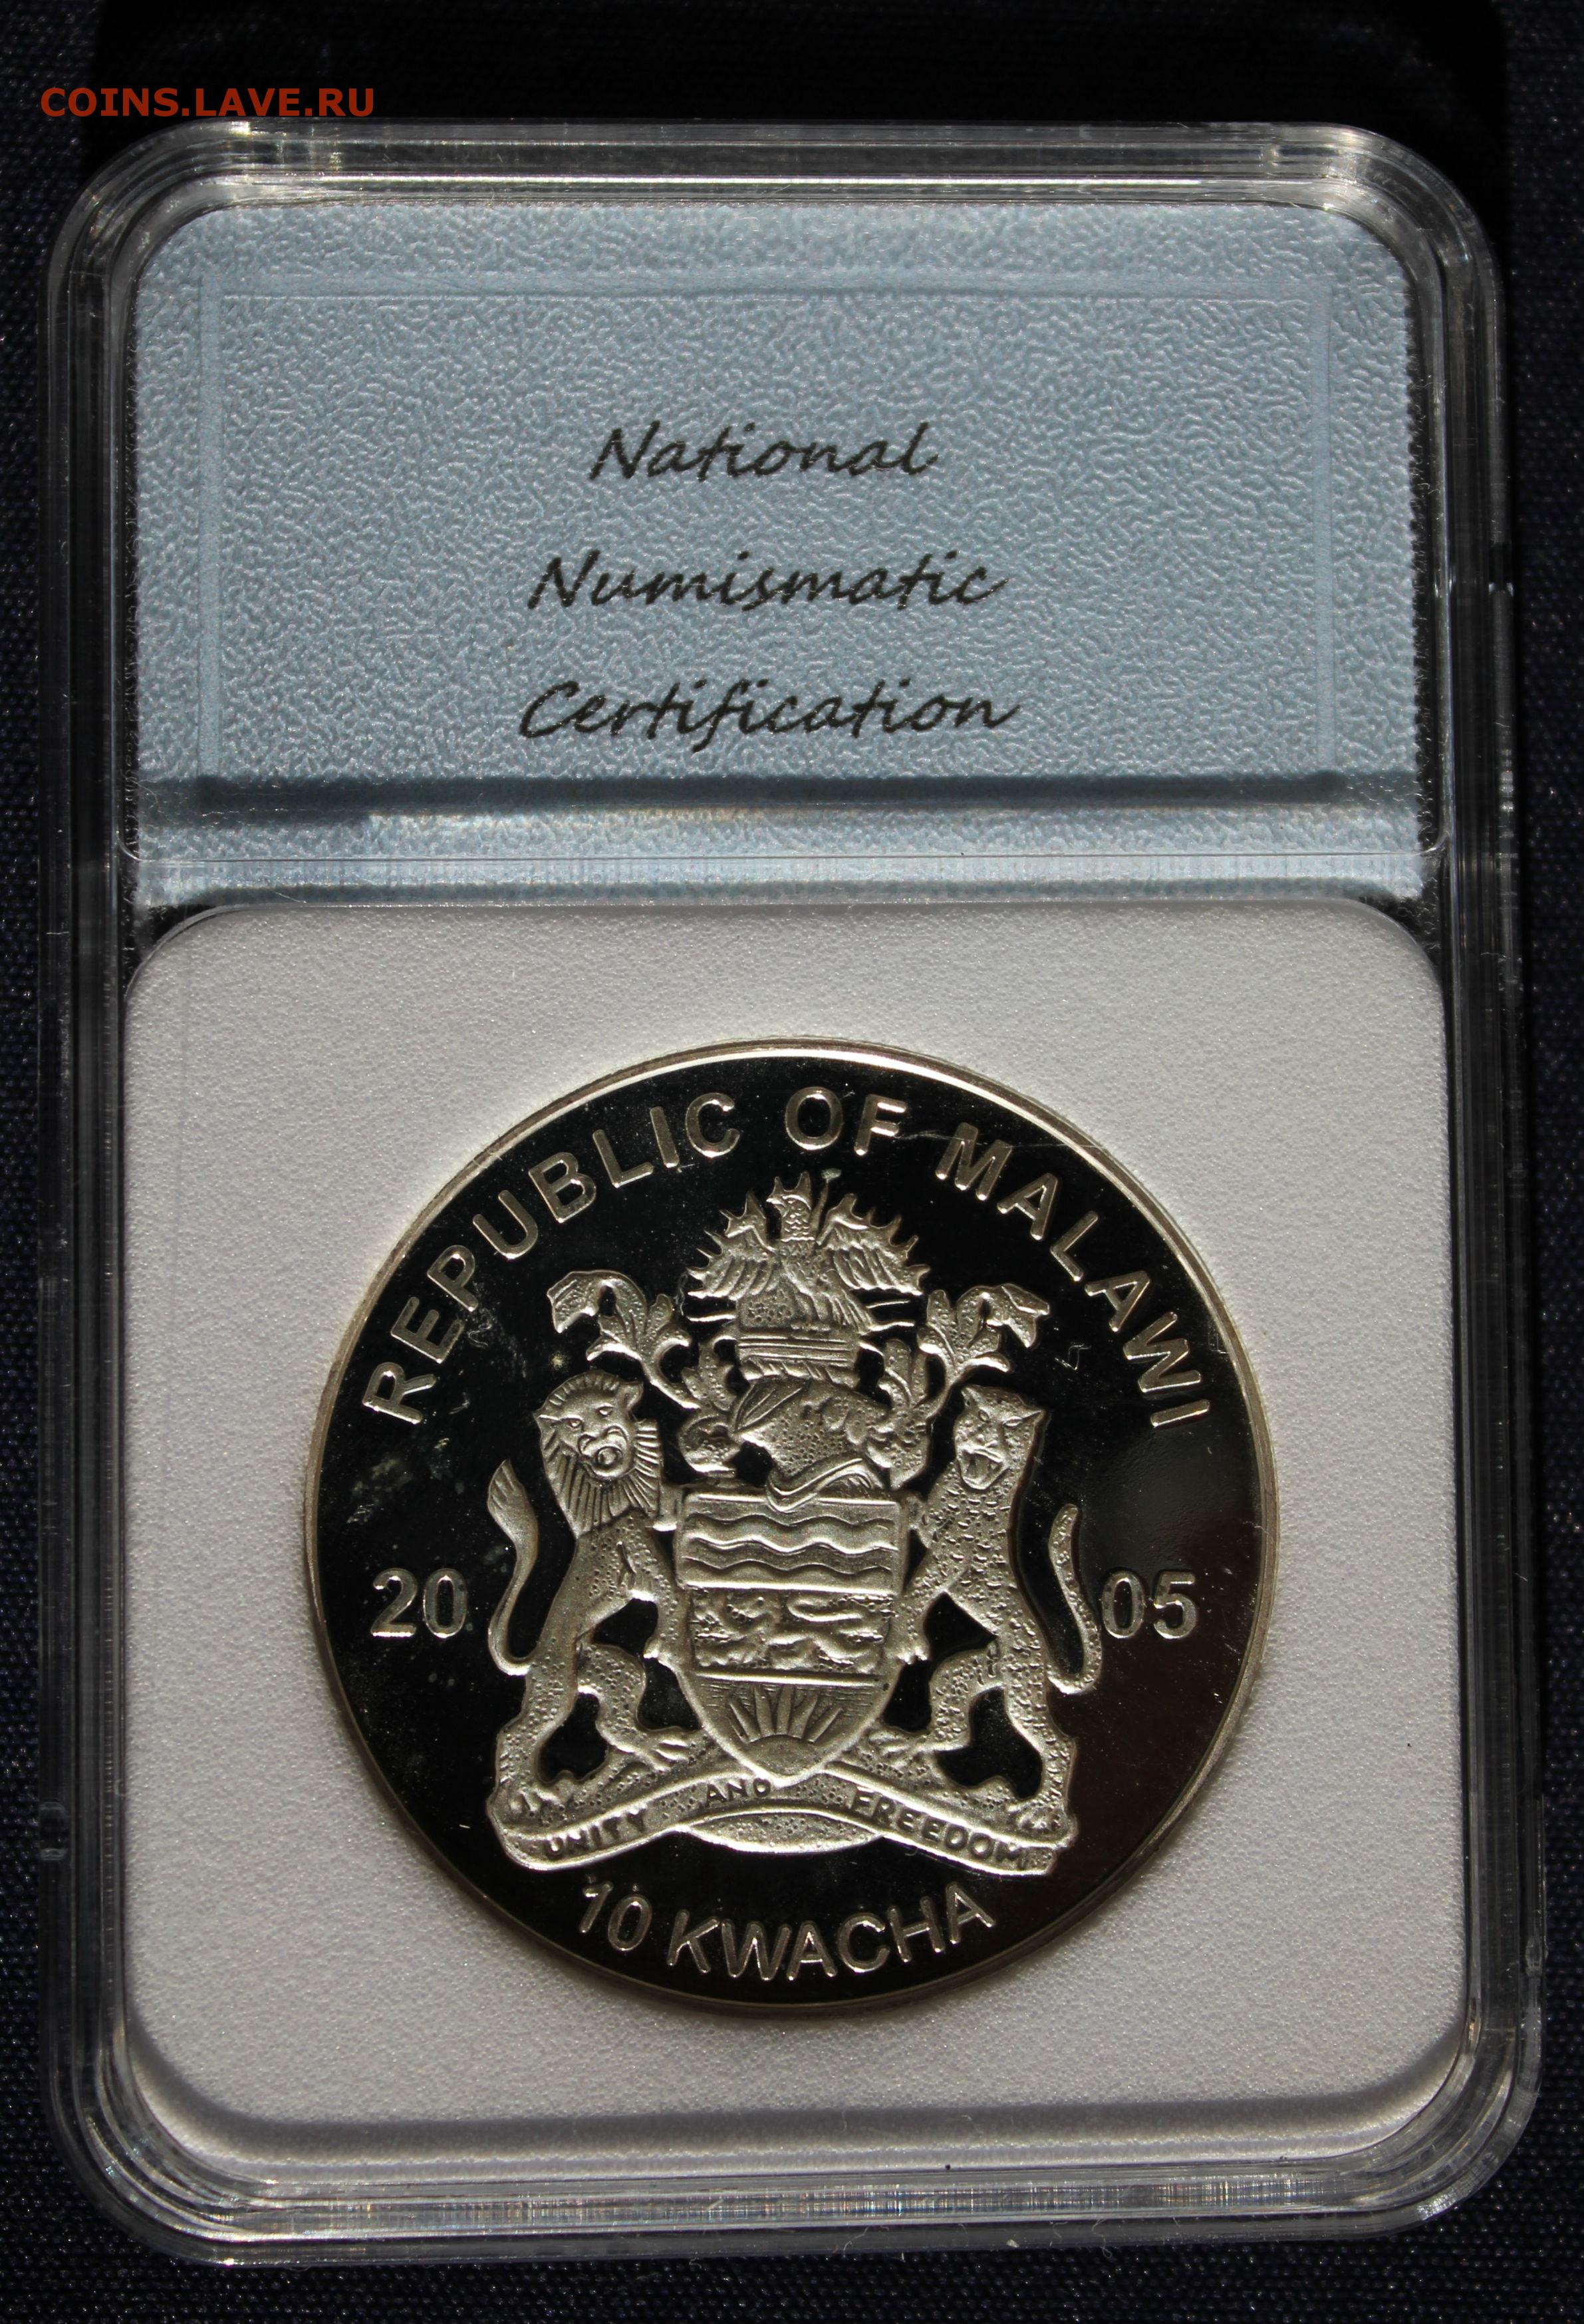 COINS.LAVE.RU
National
Numismatic
Certification
REPUBLIC OF MALAWI
20 05
UNITY AND FREEDOM
10 KWACHA